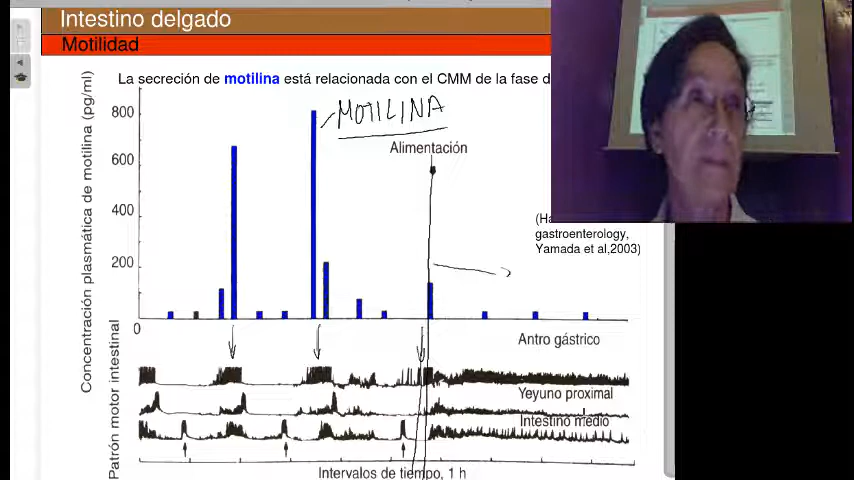 Intestino delgado
Motilidad
La secreción de motilina está relacionada con el CMM de la fase d
MOTILINA
Alimentación
Concentración plasmática de motilina (pg/ml)
800
600
400
200
0
gastroenterology,
Yamada et al,2003)
Antro gástrico
Yeyuno proximal
Intestino medio
Patrón motor intestinal
Intervalos de tiempo, 1 h